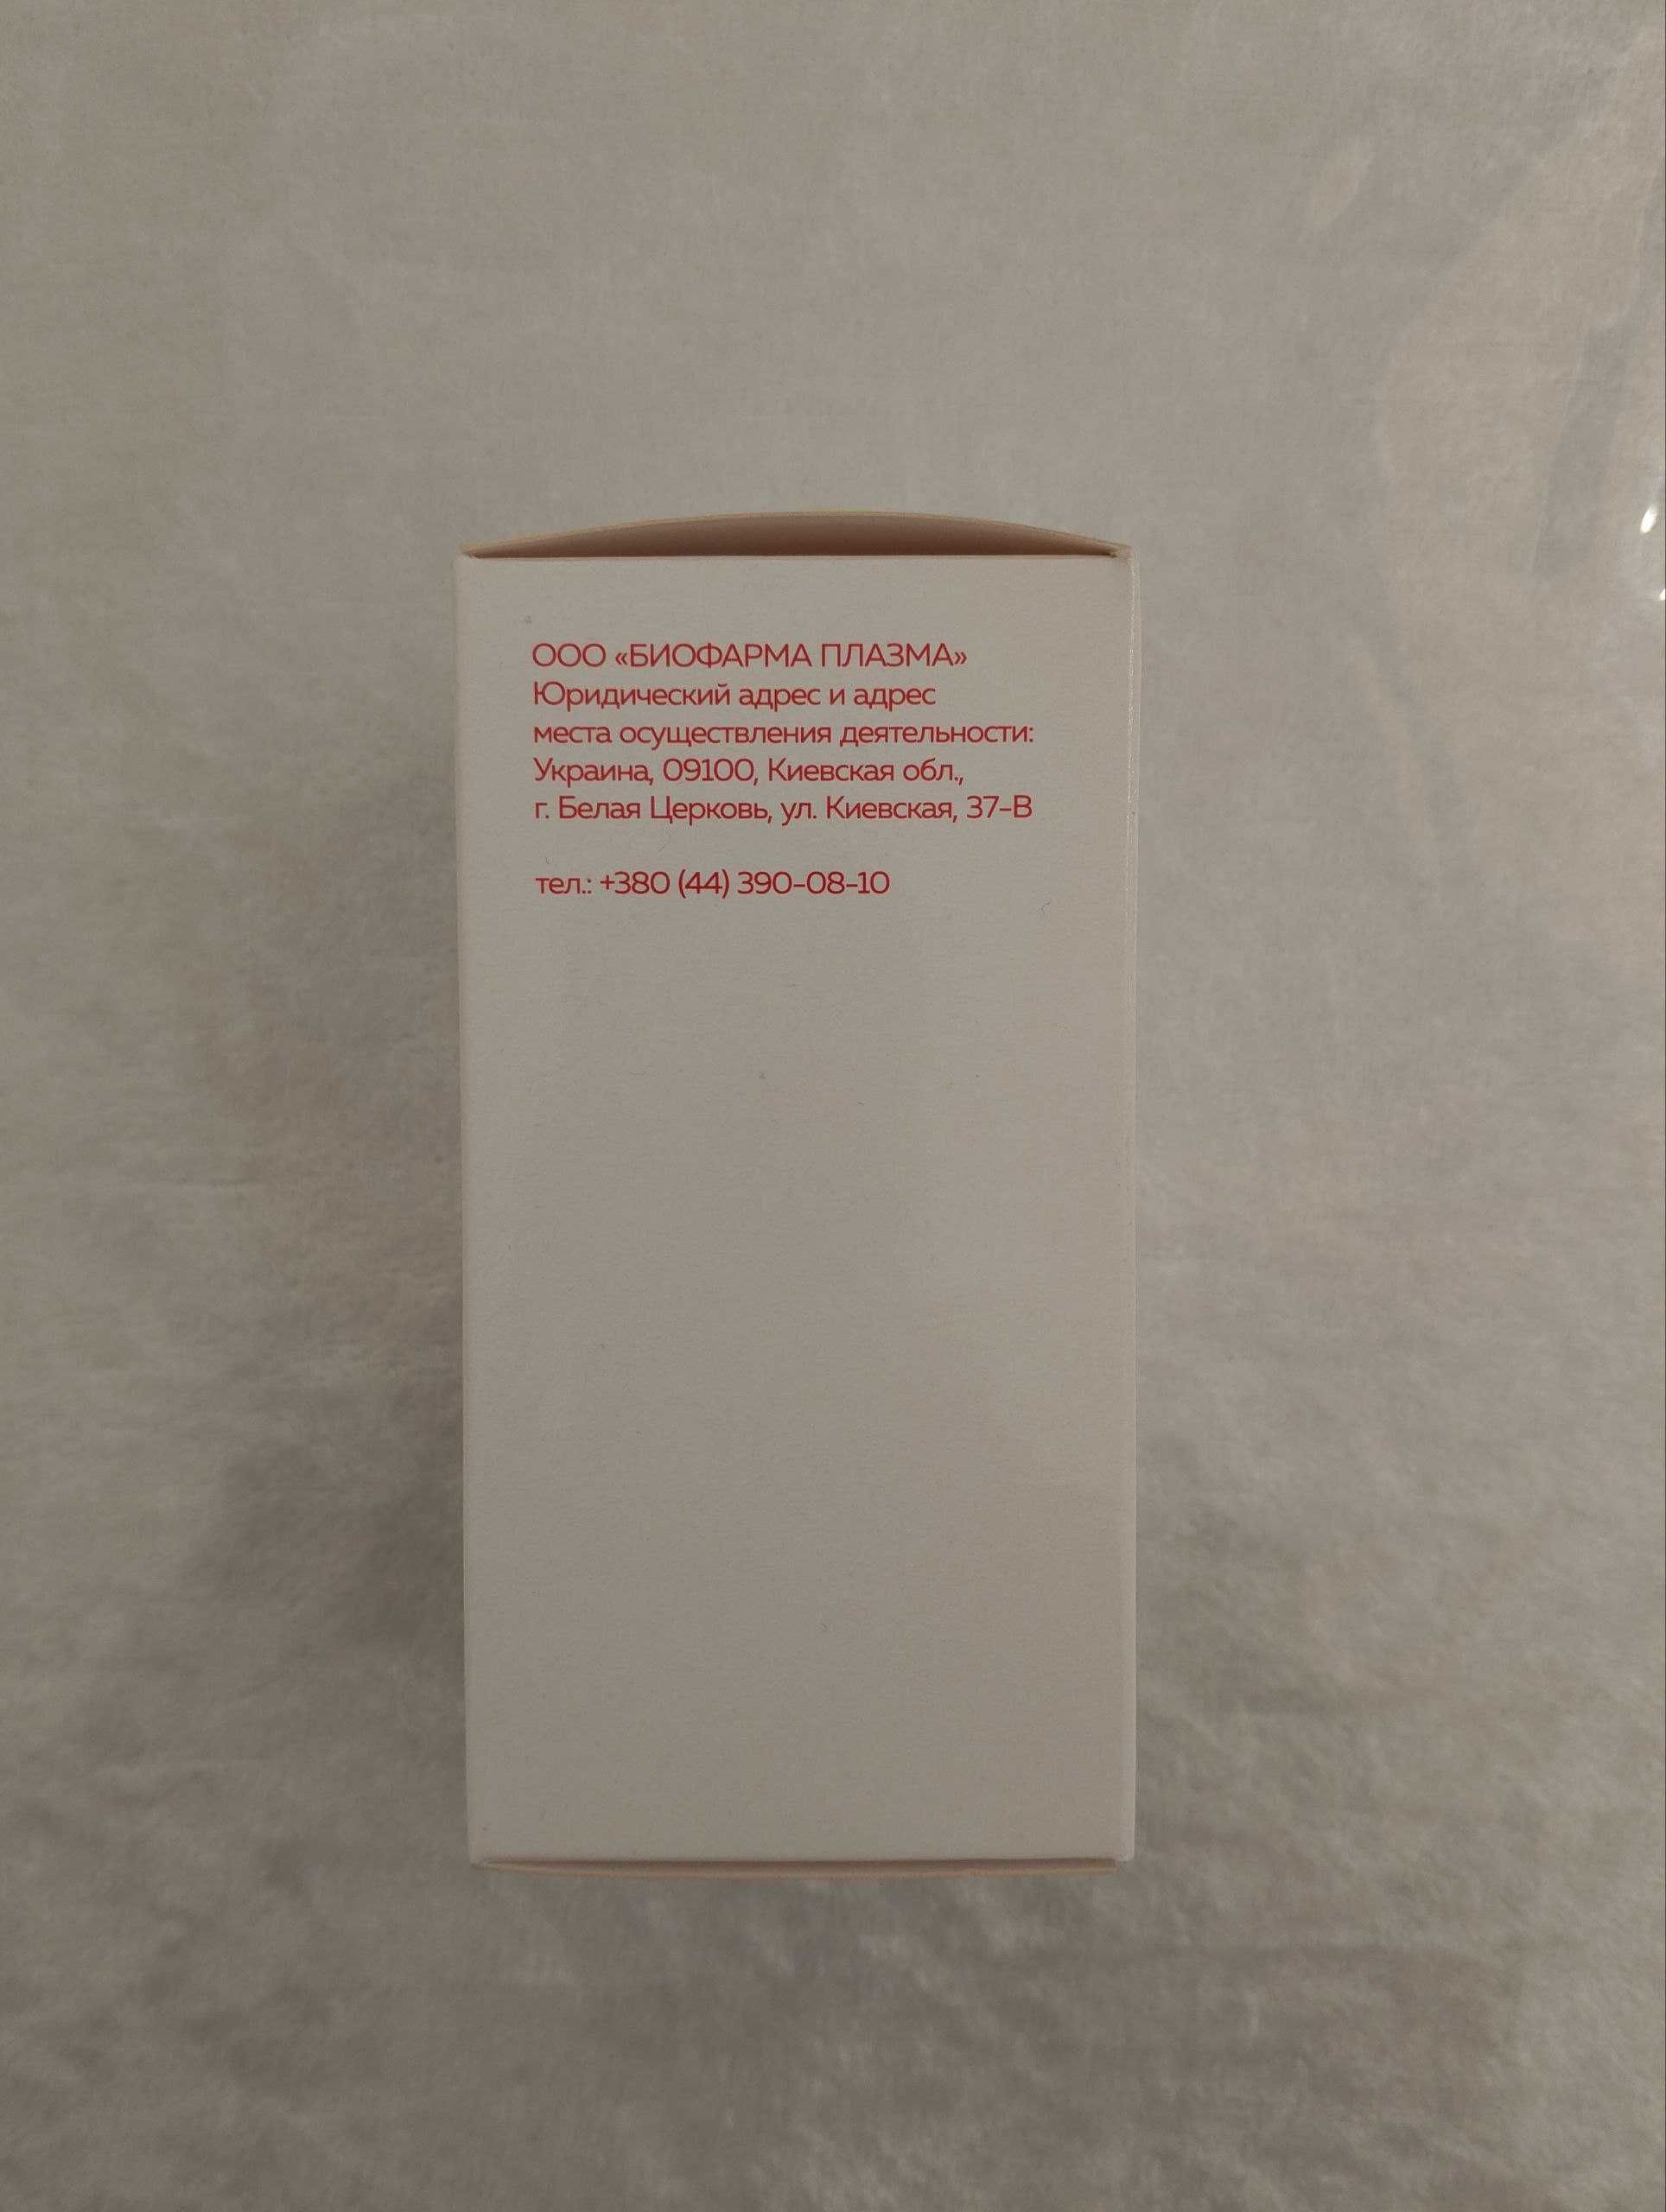 ООО «БИОФАРМА ПЛАЗМА»
Юридический адрес и адрес
места осуществления деятельности:
Украина, 09100, Киевская обл.,
г. Белая Церковь, ул. Киевская, 37-В
тел.: +380 (44) 390-08-10